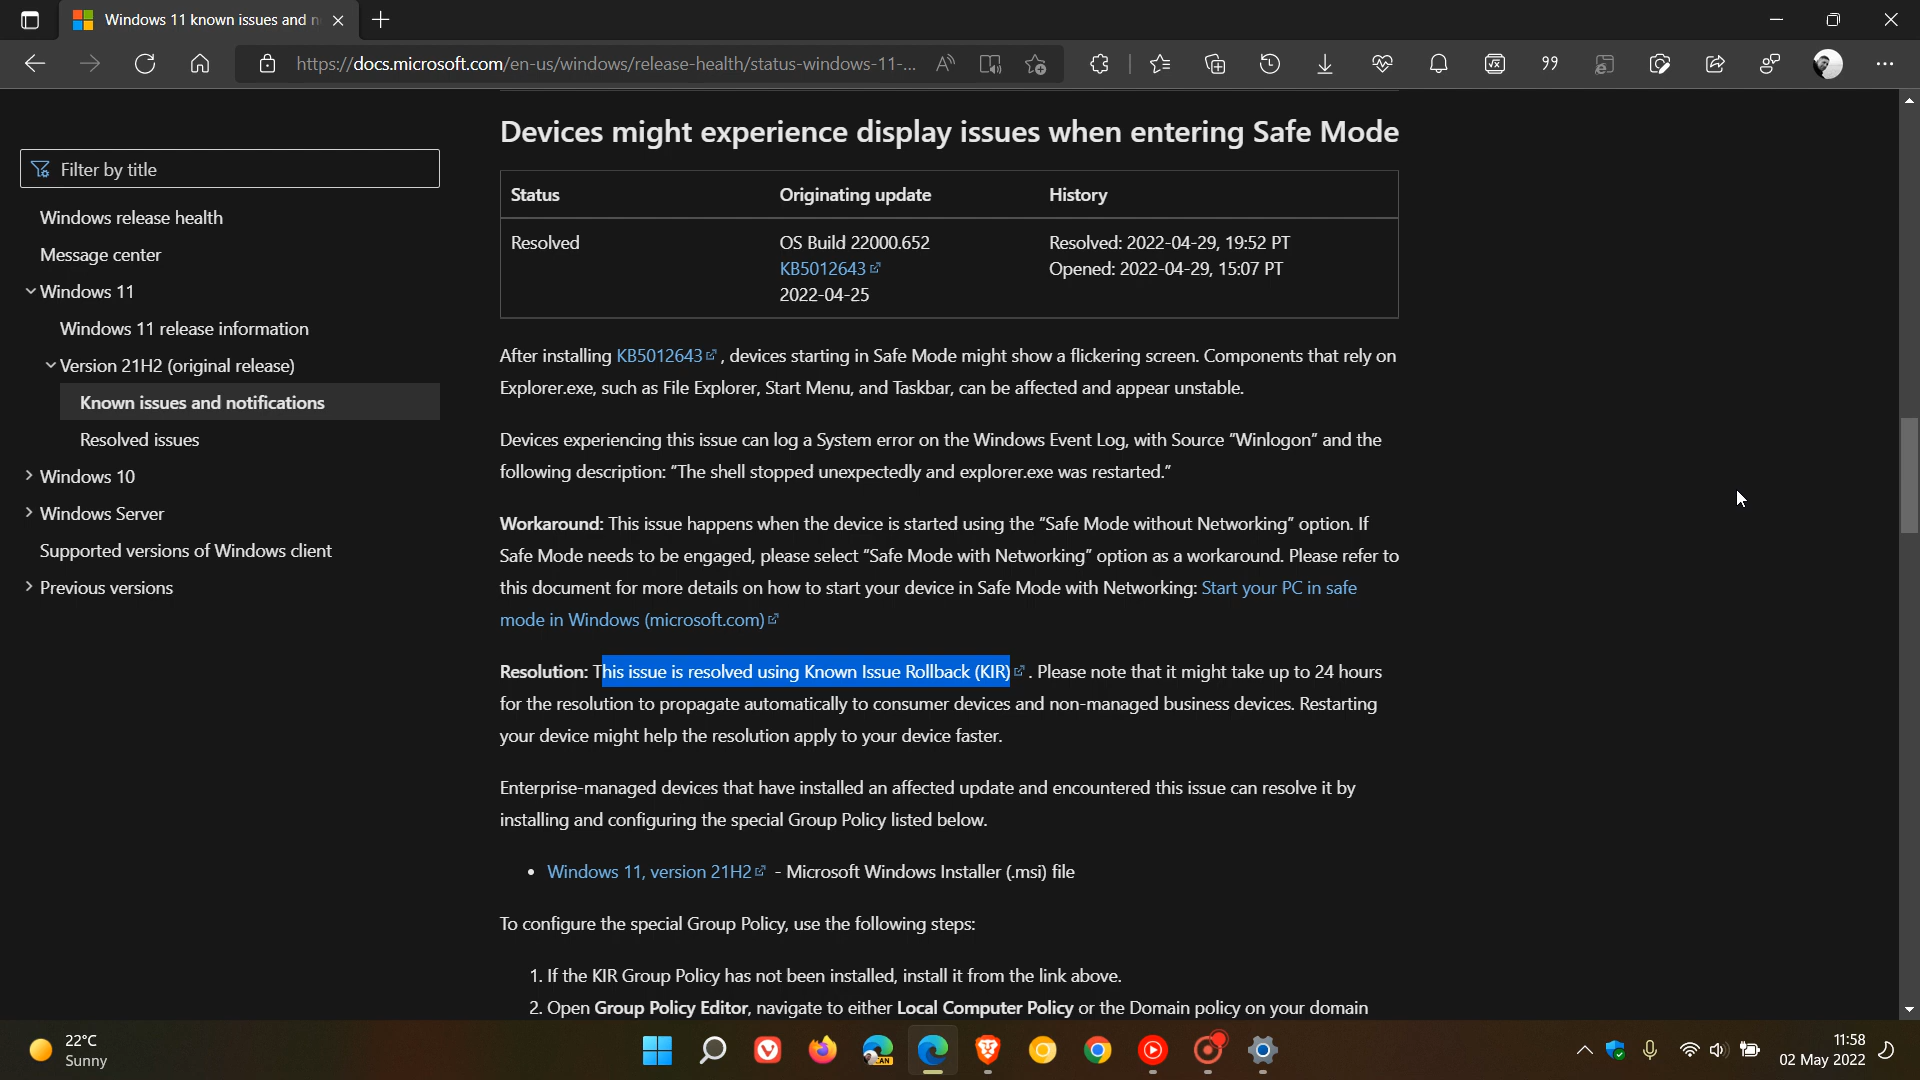 Windows 11 known issues and n
https://docs.microsoft.com/en-us/windows/release-health/status-windows-11-...
Filter by title
Windows release health
Message center
Windows 11
Windows 11 release information
Version 21H2 (original release)
Known issues and notifications
Resolved issues
Windows 10
Windows Server
Supported versions of Windows client
Previous versions
Devices might experience display issues when entering Safe Mode
Status Originating update History
Resolved OS Build 22000.652 Resolved: 2022-04-29, 19:52 PT
KB5012643 Opened: 2022-04-29, 15:07 PT
2022-04-25
After installing KB5012643 , devices starting in Safe Mode might show a flickering screen. Components that rely on
Explorer.exe, such as File Explorer, Start Menu, and Taskbar, can be affected and appear unstable.
Devices experiencing this issue can log a System error on the Windows Event Log, with Source "Winlogon" and the
following description: "The shell stopped unexpectedly and explorer.exe was restarted."
Workaround: This issue happens when the device is started using the "Safe Mode without Networking" option. If
Safe Mode needs to be engaged, please select "Safe Mode with Networking" option as a workaround. Please refer to
this document for more details on how to start your device in Safe Mode with Networking: Start your PC in safe
mode in Windows (microsoft.com)
Resolution: This issue is resolved using Known Issue Rollback (KIR) . Please note that it might take up to 24 hours
for the resolution to propagate automatically to consumer devices and non-managed business devices. Restarting
your device might help the resolution apply to your device faster.
Enterprise-managed devices that have installed an affected update and encountered this issue can resolve it by
installing and configuring the special Group Policy listed below.
• Windows 11, version 21H2 - Microsoft Windows Installer (.msi) file
To configure the special Group Policy, use the following steps:
1. If the KIR Group Policy has not been installed, install it from the link above.
2. Open Group Policy Editor, navigate to either Local Computer Policy or the Domain policy on your domain
22°C
Sunny
CAN
11:58
02 May 2022